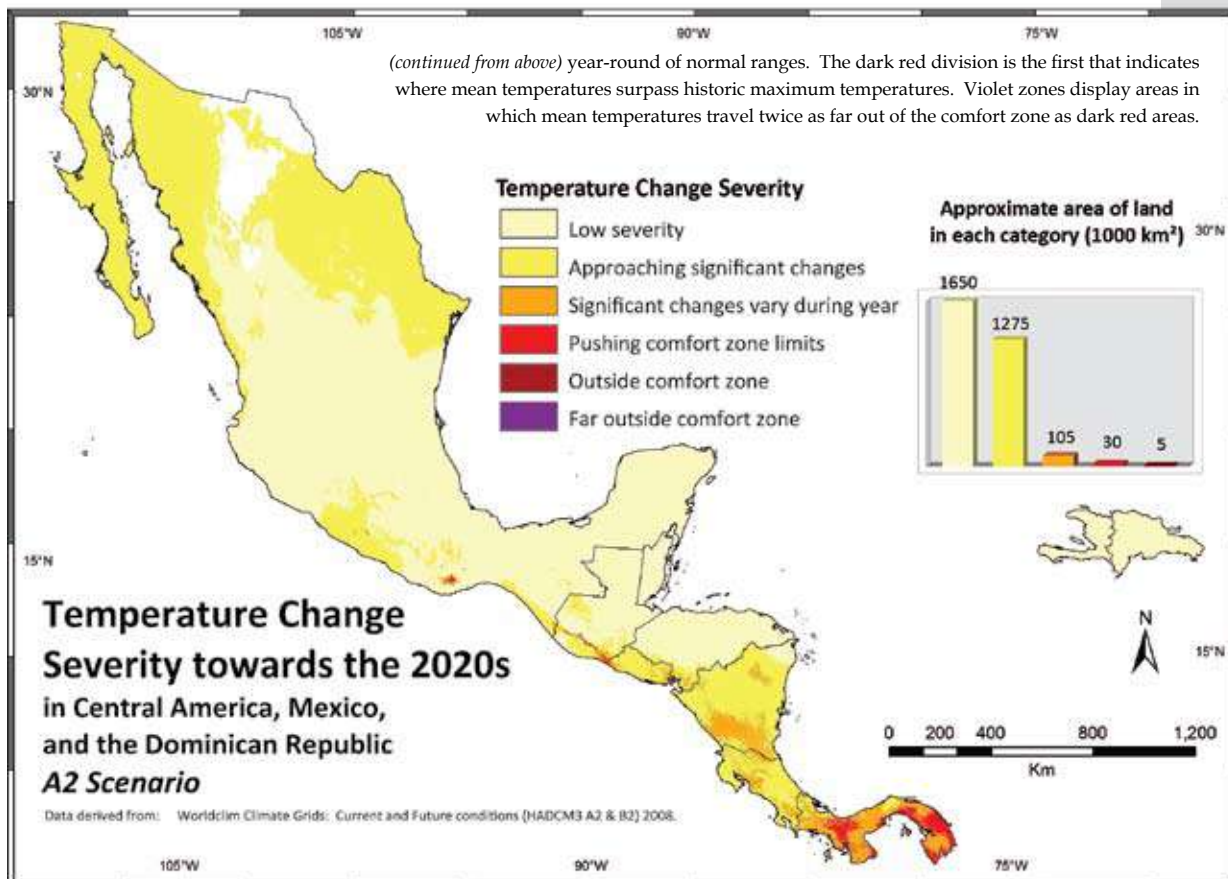 105°W
90°W
75°W
(continued from above) year-round of normal ranges. The dark red division is the first that indicates
where mean temperatures surpass historic maximum temperatures. Violet zones display areas in
which mean temperatures travel twice as far out of the comfort zone as dark red areas.
30°N
Temperature Change Severity
Low severity
Approaching significant changes
Significant changes vary during year
Pushing comfort zone limits
Outside comfort zone
Far outside comfort zone
Approximate area of land
in each category (1000 km²)
30°N
1650
1275
105
30
5
15°N
Temperature Change
Severity towards the 2020s
in Central America, Mexico,
and the Dominican Republic
A2 Scenario
Data derived from: Worldclim Climate Grids: Current and Future conditions (HADCM3 A2 & B2) 2008.
N
15°N
0 200 400 800 1,200
Km
105°W
90°W
75°W